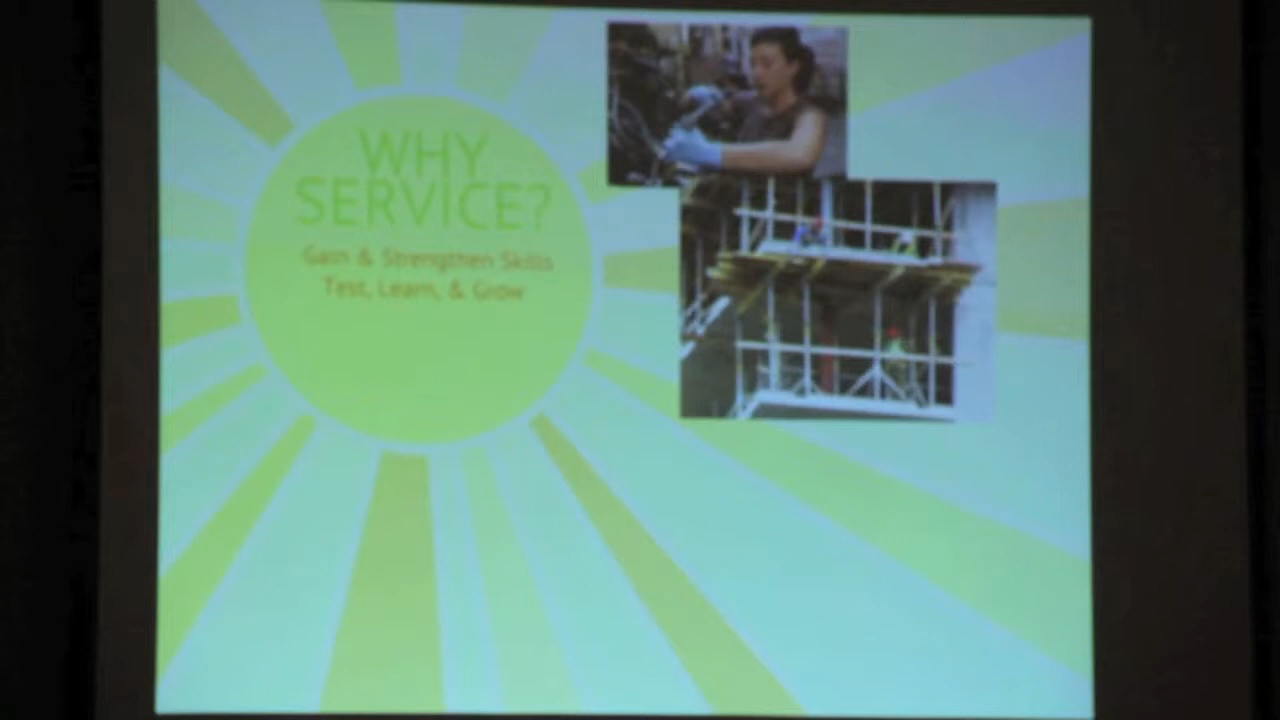 WHY
SERVICE?
Gain & Strengthen Skills
Test, Learn, & Grow